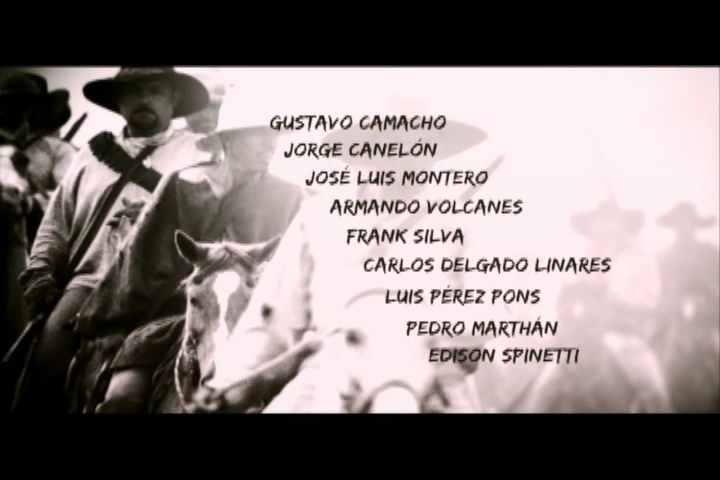 GUSTAVO CAMACHO
JORGE CANELÓN
JOSÉ LUIS MONTERO
ARMANDO VOLCANES
FRANK SILVA
CARLOS DELGADO LINARES
LUIS PÉREZ PONS
PEDRO MARTHÁN
EDISON SPINETTI